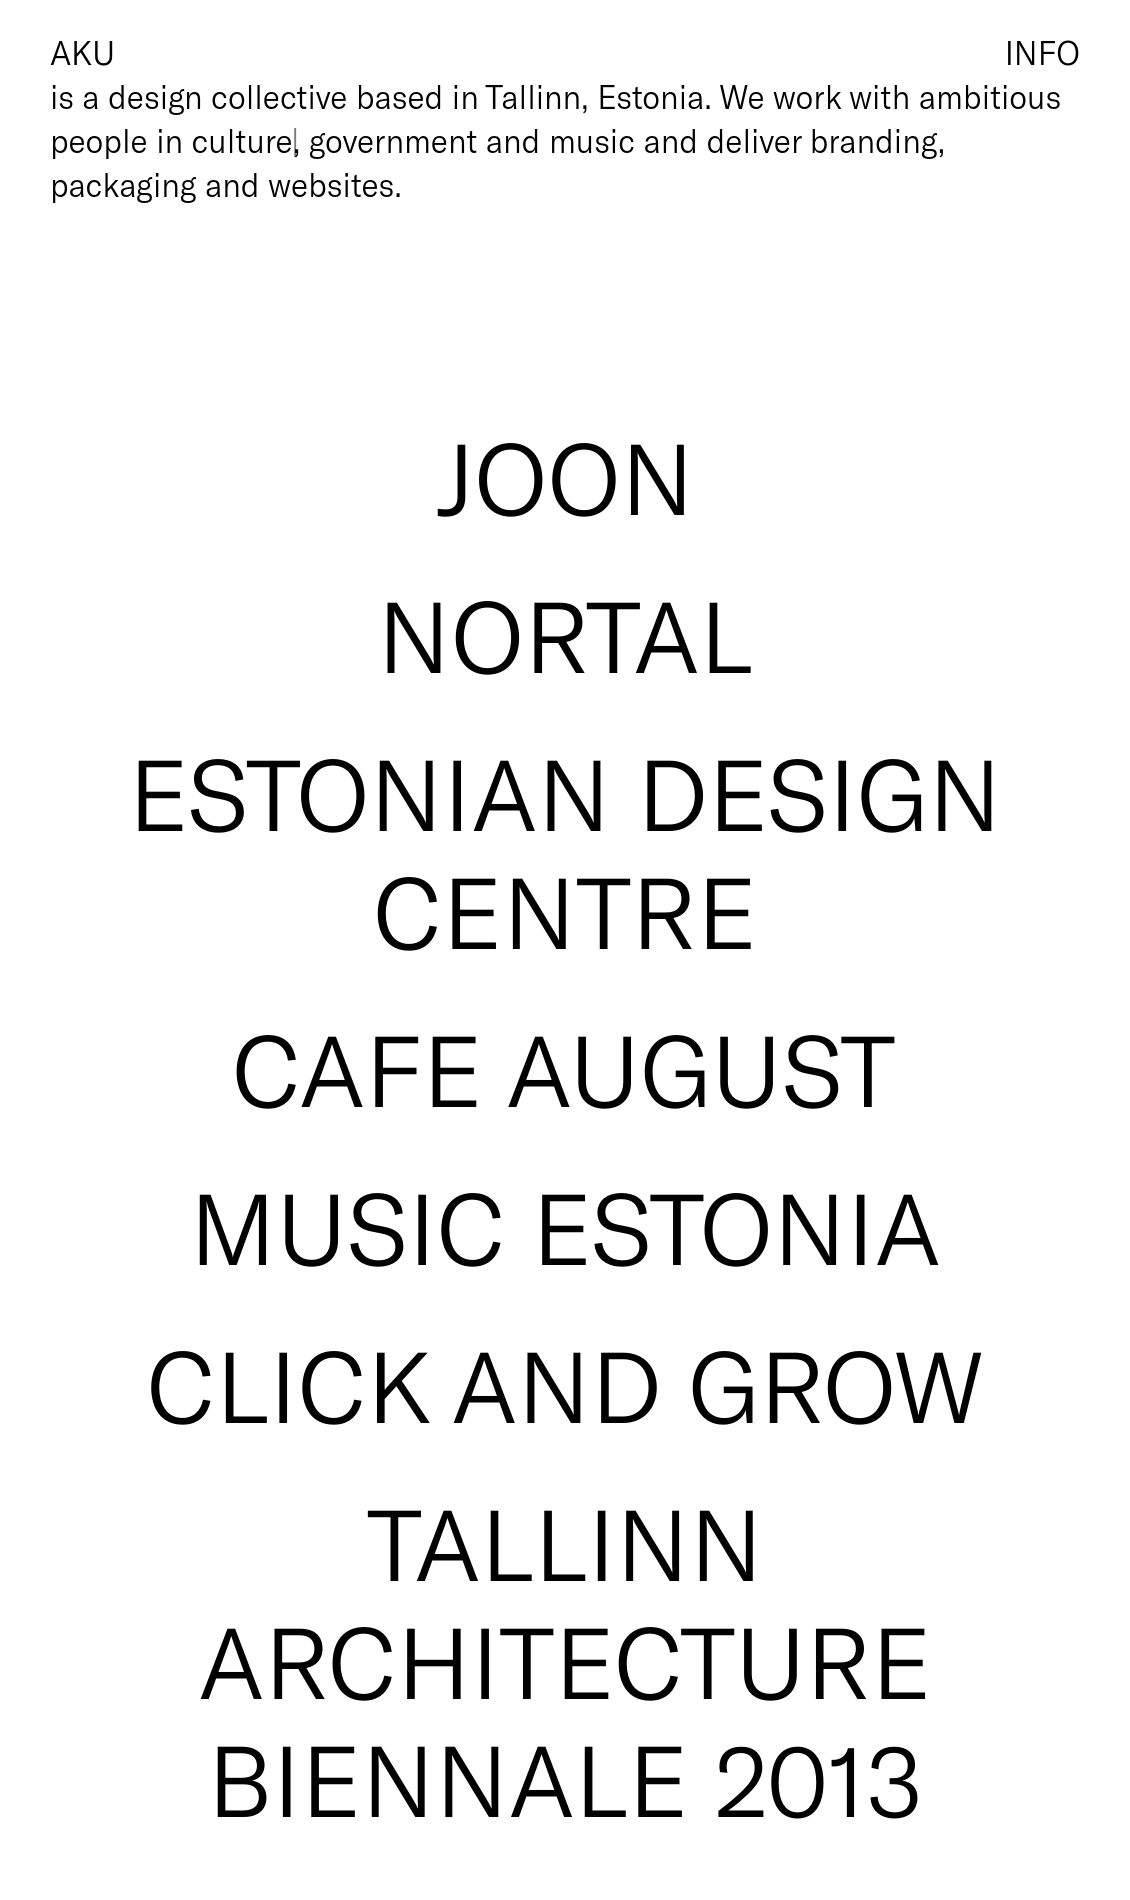 AKU
INFO
is a design collective based in Tallinn, Estonia. We work with ambitious
people in culture, government and music and deliver branding,
packaging and websites.
JOON
NORTAL
ESTONIAN DESIGN
CENTRE
CAFE AUGUST
MUSIC ESTONIA
CLICK AND GROW
TALLINN
ARCHITECTURE
BIENNALE 2013